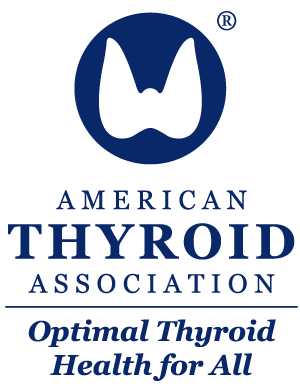 ®
AMERICAN
THYROID
ASSOCIATION
Optimal Thyroid
Health for All